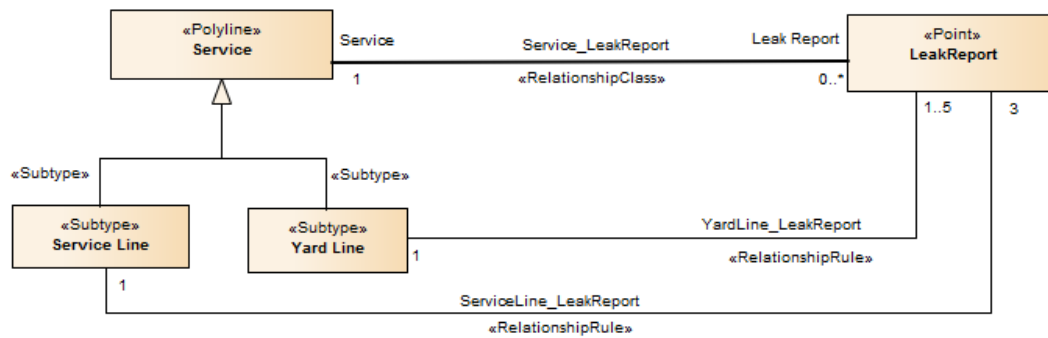 «Polyline»
Service
Service
Service_LeakReport
Leak Report
«Point»
LeakReport
1
«RelationshipClass»
0..*
1..5
3
«Subtype»
«Subtype»
«Subtype»
Service Line
«Subtype»
Yard Line
YardLine_LeakReport
1
«RelationshipRule»
1
ServiceLine_LeakReport
«RelationshipRule»